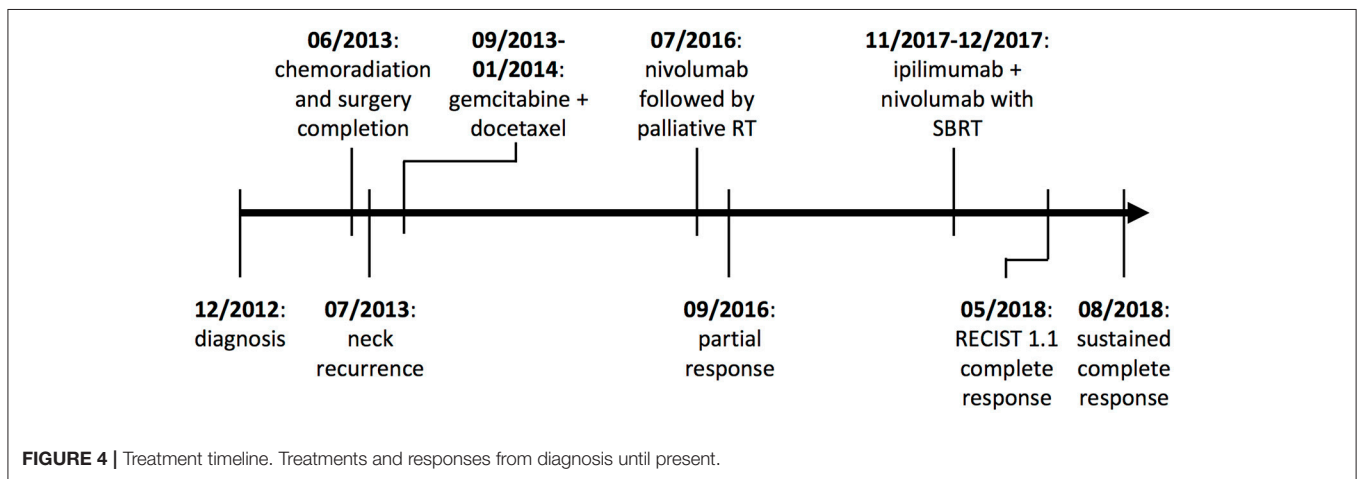 06/2013:
chemoradiation
and surgery
completion
09/2013-
01/2014:
gemcitabine +
docetaxel
07/2016:
nivolumab
followed by
palliative RT
11/2017-12/2017:
ipilimumab +
nivolumab with
SBRT
12/2012:
diagnosis
07/2013:
neck
recurrence
09/2016:
partial
response
05/2018:
RECIST 1.1
complete
response
08/2018:
sustained
complete
response
FIGURE 4 | Treatment timeline. Treatments and responses from diagnosis until present.